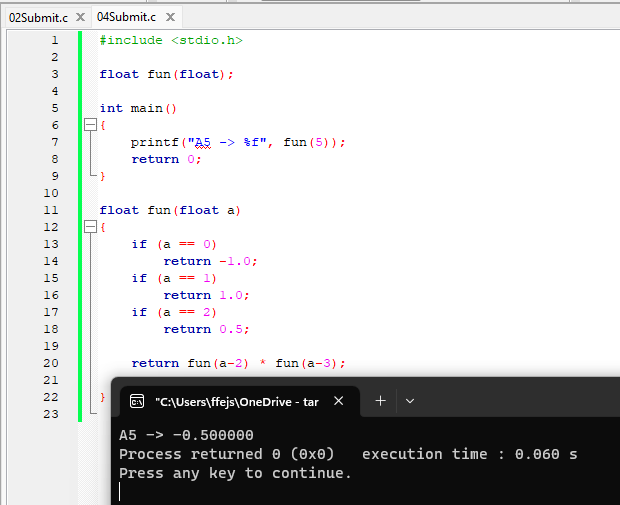 02Submit.c X 04Submit.c X
1 #include <stdio.h>
2
3 float fun(float);
4
5 int main()
6 {
7 printf("A5 -> %f", fun(5));
8 return 0;
9 }
10
11 float fun(float a)
12 {
13 if (a == 0)
14 return -1.0;
15 if (a == 1)
16 return 1.0;
17 if (a == 2)
18 return 0.5;
19
20 return fun(a-2) * fun(a-3);
21
22 }
23
"C:\Users\ffejs\OneDrive - tar
A5 -> -0.500000
Process returned 0 (0x0)   execution time : 0.060 s
Press any key to continue.